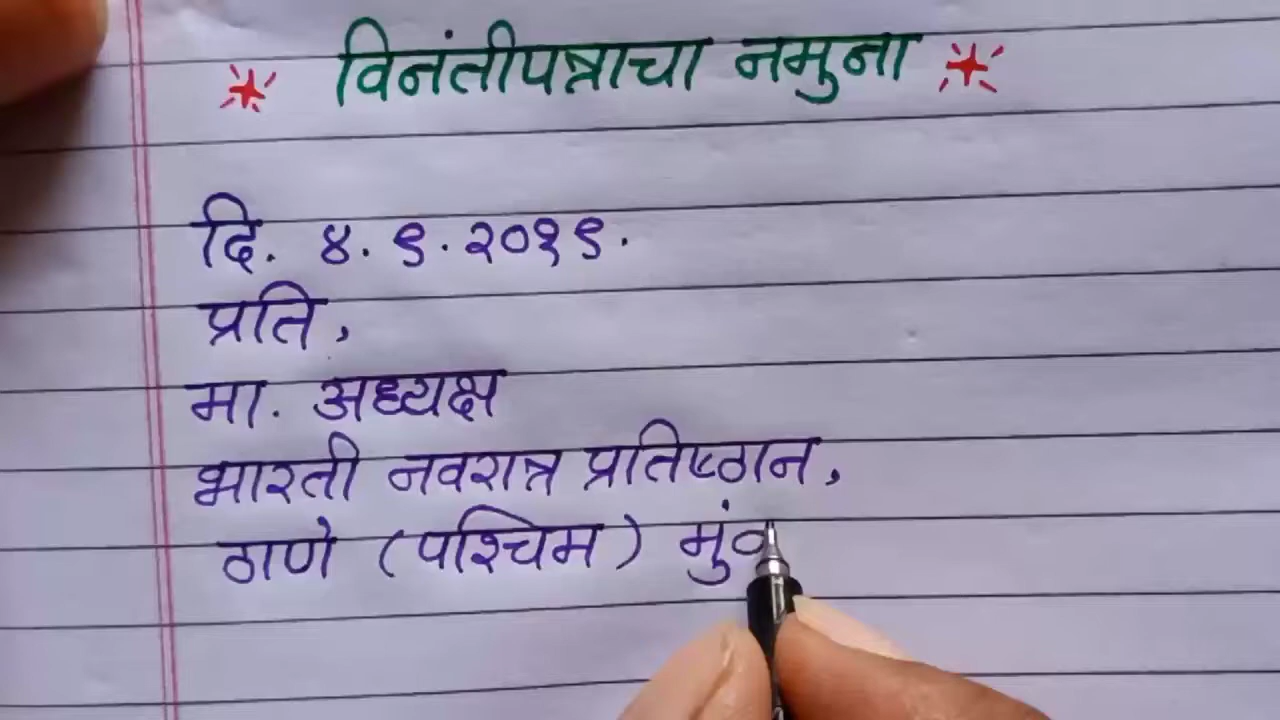 विनंतीपत्राचा नमुना
दि. ४.९.२०१९.
प्रति,
मा. अध्यक्ष
भारती नवरात्र प्रतिष्ठान,
ठाणे (पश्चिम)